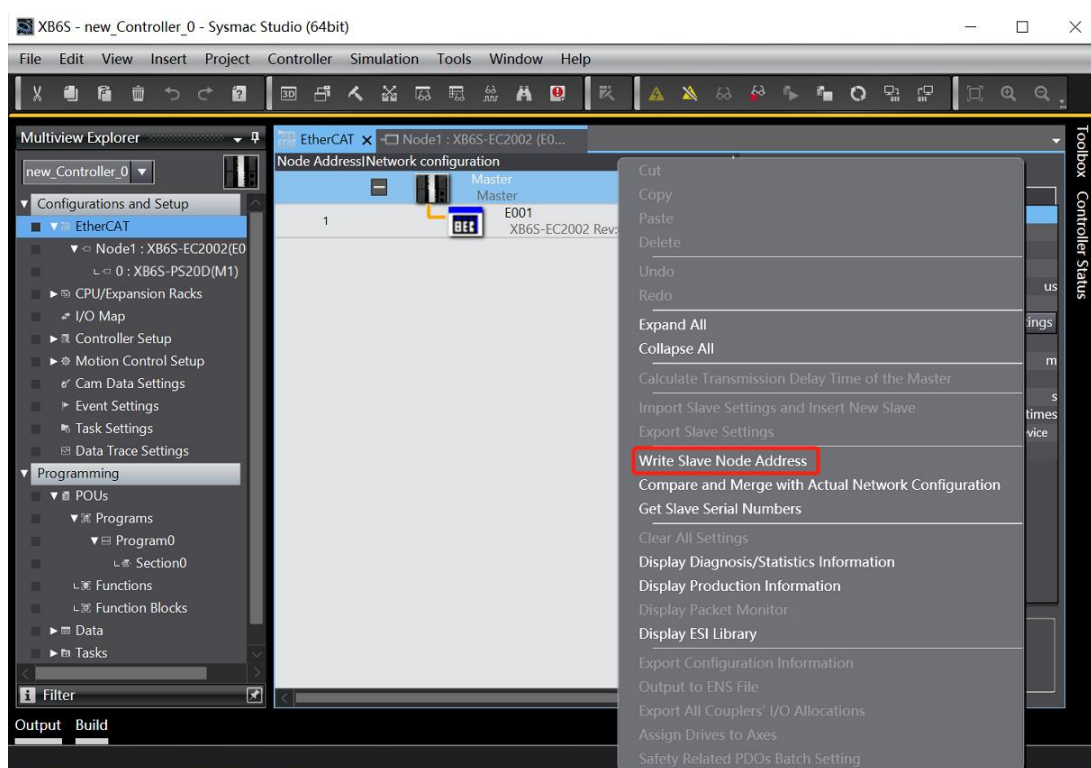 XB6S - new_Controller_0 - Sysmac Studio (64bit)
File Edit View Insert Project Controller Simulation Tools Window Help
Multiview Explorer
EtherCAT
Node1 : XB6S-EC2002 (E0...
Toolbox
Controller Status
new_Controller_0
Configurations and Setup
EtherCAT
Node1 : XB6S-EC2002(E0
0 : XB6S-PS20D(M1)
CPU/Expansion Racks
I/O Map
Controller Setup
Motion Control Setup
Cam Data Settings
Event Settings
Task Settings
Data Trace Settings
Programming
POUs
Programs
Program0
Section0
Functions
Function Blocks
Data
Tasks
Filter
Output Build
Node Address|Network configuration
Master
Master
1
E001
XB6S-EC2002 Rev:
Cut
Copy
Paste
Delete
Undo
Redo
Expand All
Collapse All
Calculate Transmission Delay Time of the Master
Import Slave Settings and Insert New Slave
Export Slave Settings
Write Slave Node Address
Compare and Merge with Actual Network Configuration
Get Slave Serial Numbers
Clear All Settings
Display Diagnosis/Statistics Information
Display Production Information
Display Packet Monitor
Display ESI Library
Export Configuration Information
Output to ENS File
Export All Couplers' I/O Allocations
Assign Drives to Axes
Safety Related PDOs Batch Setting
us
ings
m
s
times
vice